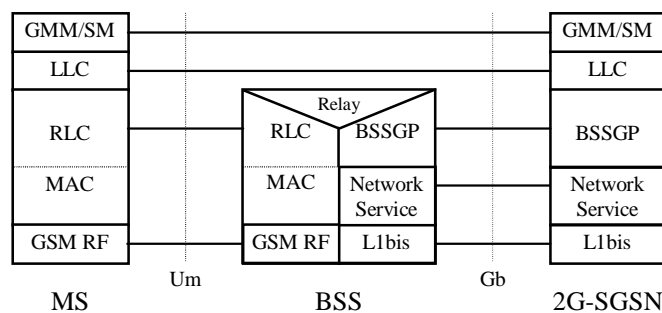 GMM/SM
LLC
RLC
MAC
GSM RF
MS
Um
Relay
RLC
BSSGP
MAC
Network
Service
GSM RF
L1bis
BSS
Gb
GMM/SM
LLC
BSSGP
Network
Service
L1bis
2G-SGSN